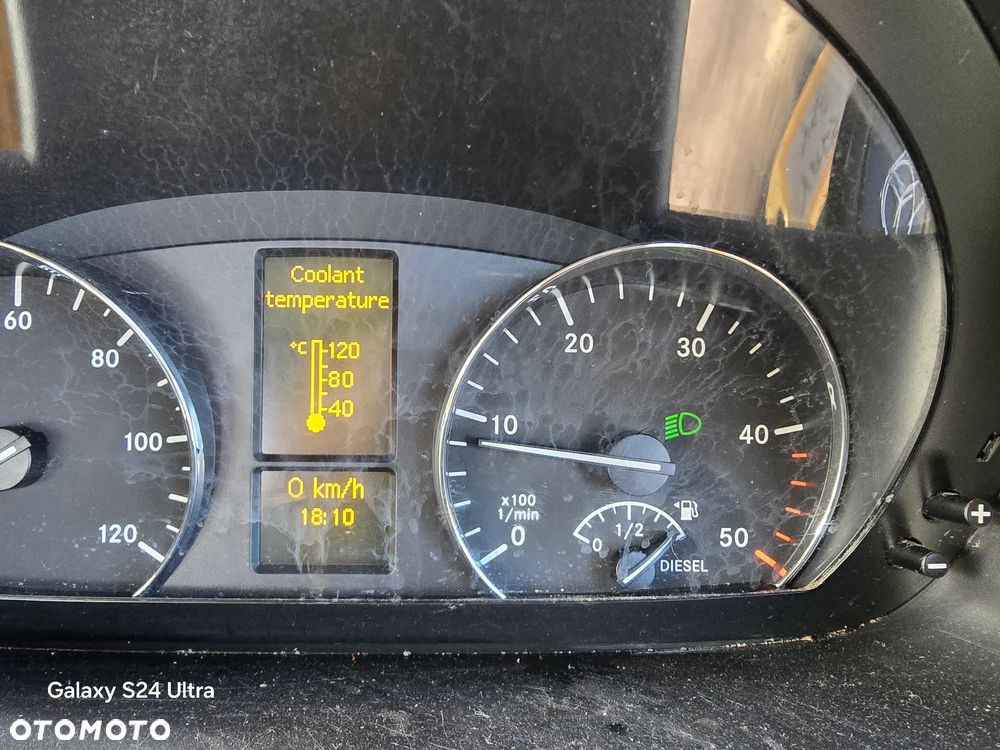 Coolant
temperature
°C
120
80
40
0 km/h
18:10
60
80
100
120
0
10
20
30
40
50
x100
1/min
0
1/2
DIESEL
+
-
Galaxy S24 Ultra
OTOMOTO